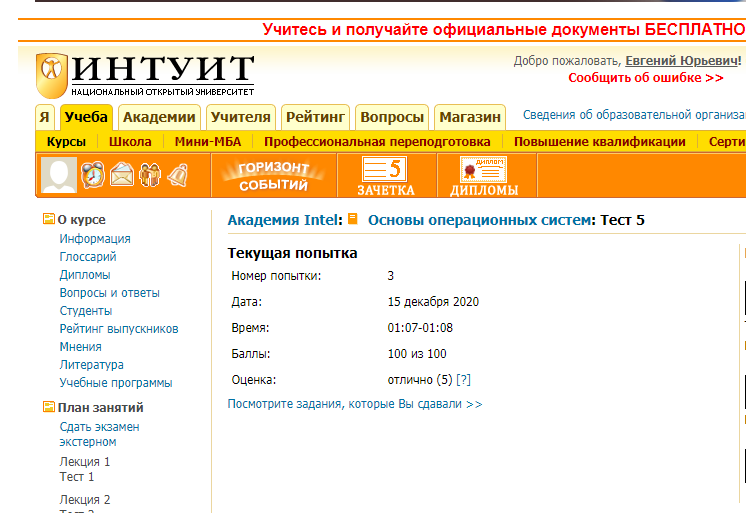 Учитесь и получайте официальные документы БЕСПЛАТНО
ИНТУИТ
НАЦИОНАЛЬНЫЙ ОТКРЫТЫЙ УНИВЕРСИТЕТ
Добро пожаловать, Евгений Юрьевич!
Сообщить об ошибке >>
Я Учеба Академии Учителя Рейтинг Вопросы Магазин
Сведения об образовательной организа
Курсы Школа Мини-МБА Профессиональная переподготовка Повышение квалификации Серти
ГОРИЗОНТ СОБЫТИЙ
5 ЗАЧЕТКА
ДИПЛОМ
ДИПЛОМЫ
О курсе
Информация
Глоссарий
Дипломы
Вопросы и ответы
Студенты
Рейтинг выпускников
Мнения
Литература
Учебные программы
План занятий
Сдать экзамен
экстерном
Лекция 1
Тест 1
Лекция 2
Академия Intel: Основы операционных систем: Тест 5
Текущая попытка
Номер попытки: 3
Дата: 15 декабря 2020
Время: 01:07-01:08
Баллы: 100 из 100
Оценка: отлично (5) [?]
Посмотрите задания, которые Вы сдавали >>